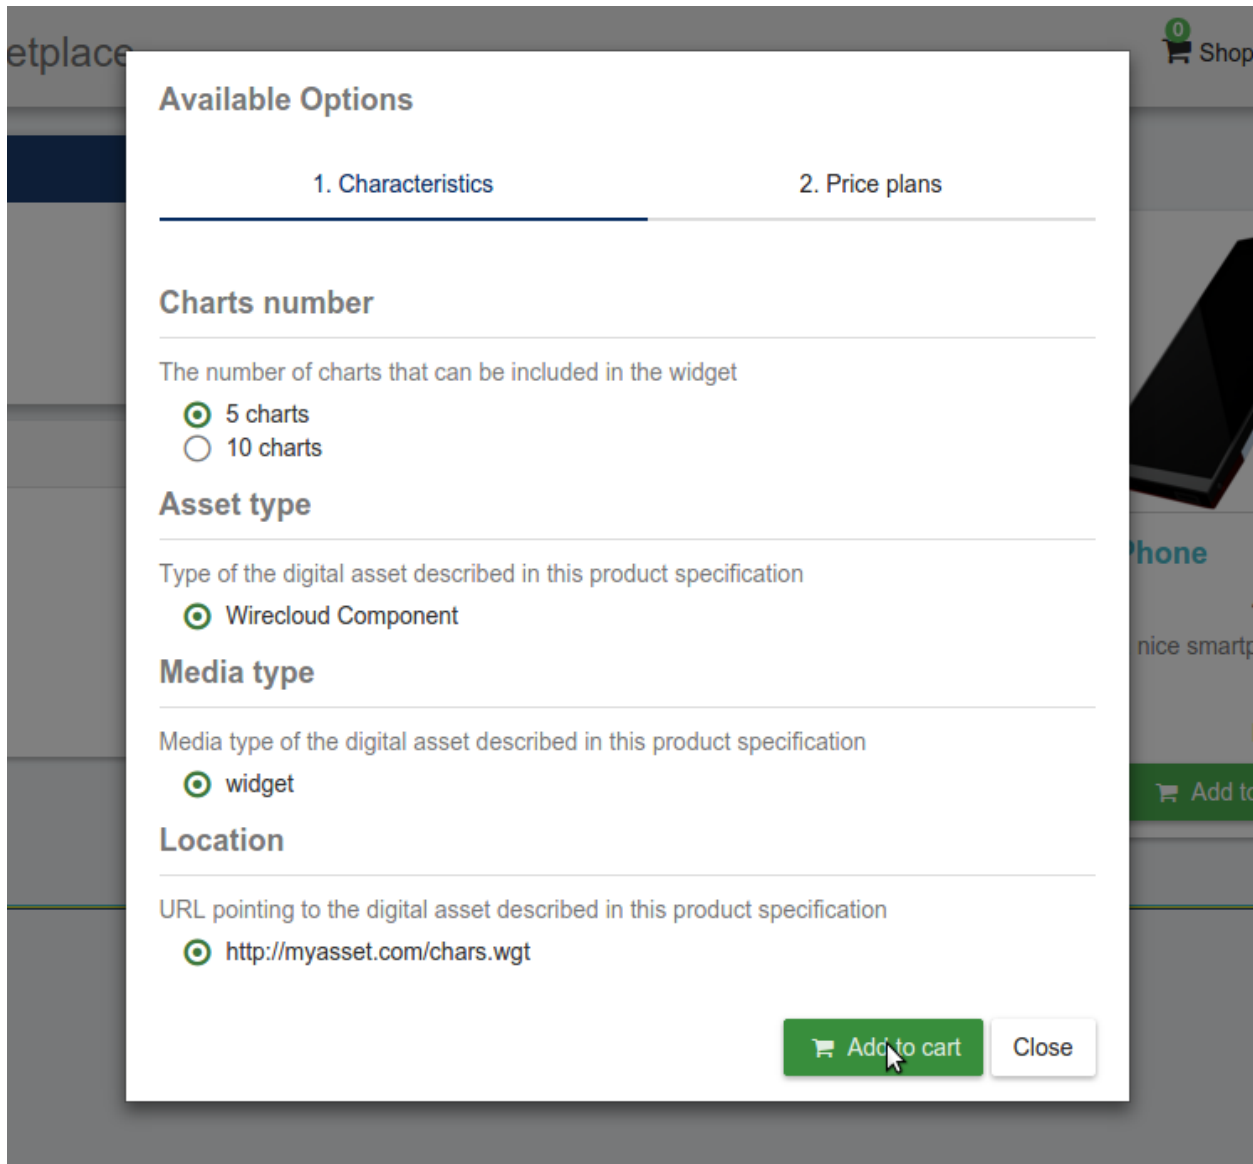 etplace
0
Shop
Available Options
1. Characteristics
2. Price plans
Charts number
The number of charts that can be included in the widget
5 charts
10 charts
Asset type
Type of the digital asset described in this product specification
Wirecloud Component
Media type
Media type of the digital asset described in this product specification
widget
Location
URL pointing to the digital asset described in this product specification
http://myasset.com/chars.wgt
Add to cart
Close
Phone
nice smartp
Add to